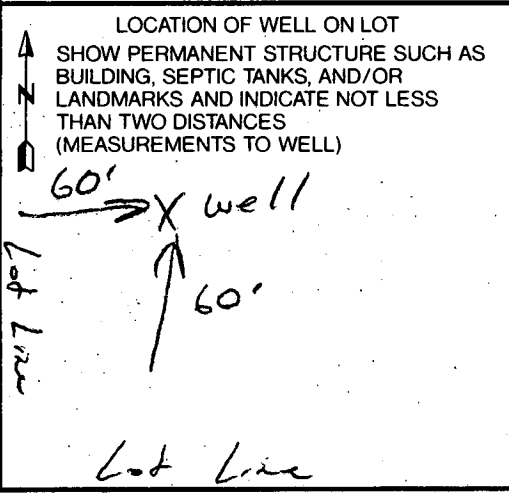 LOCATION OF WELL ON LOT
SHOW PERMANENT STRUCTURE SUCH AS
BUILDING, SEPTIC TANKS, AND/OR
LANDMARKS AND INDICATE NOT LESS
THAN TWO DISTANCES
(MEASUREMENTS TO WELL)
N
60'
X well
60'
Lot Line
Lot Line